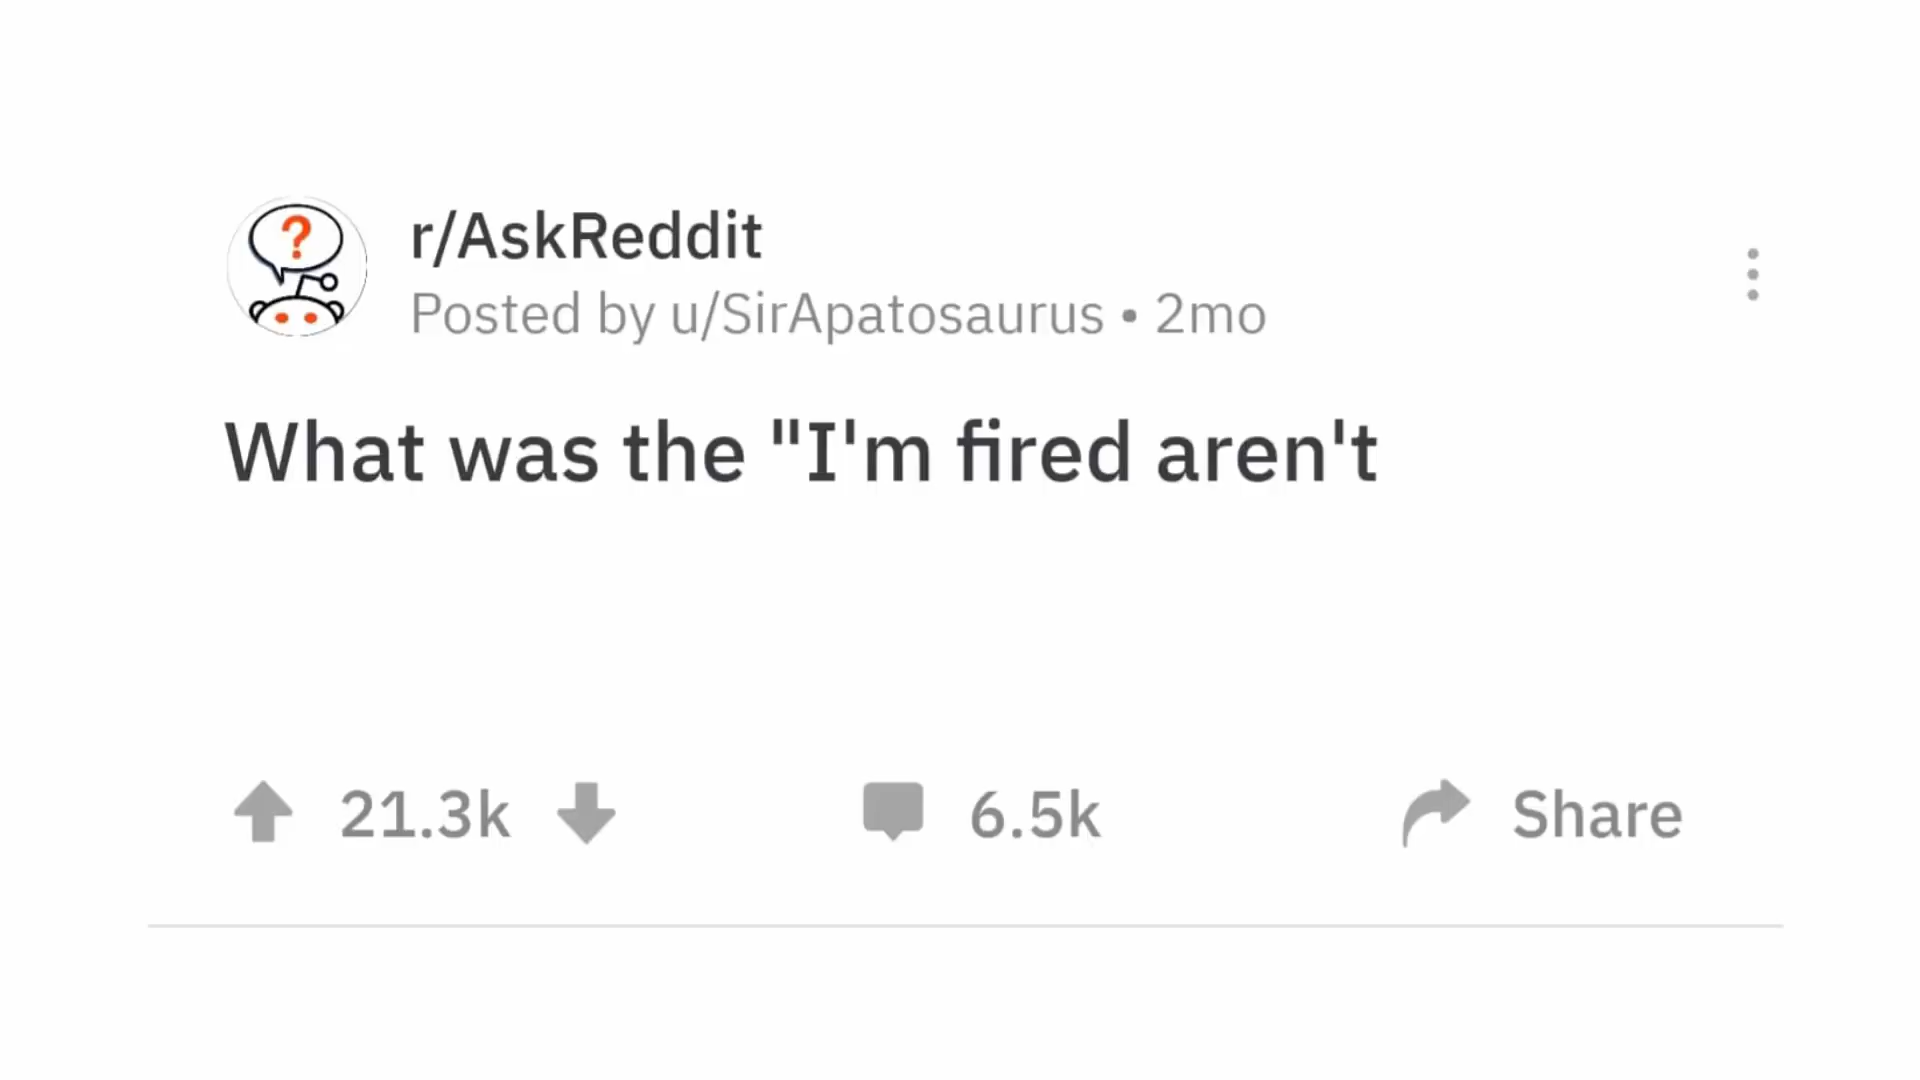 ?
r/AskReddit
Posted by u/SirApatosaurus • 2mo
What was the "I'm fired aren't
21.3k 6.5k Share